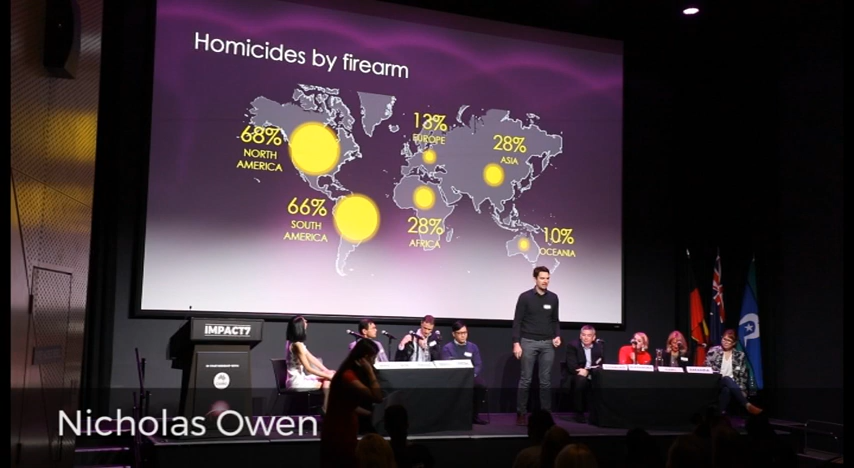 Homicides by firearm
68%
NORTH
AMERICA
13%
EUROPE
28%
ASIA
66%
SOUTH
AMERICA
28%
AFRICA
10%
OCEANIA
IMPACT7
Nicholas Owen